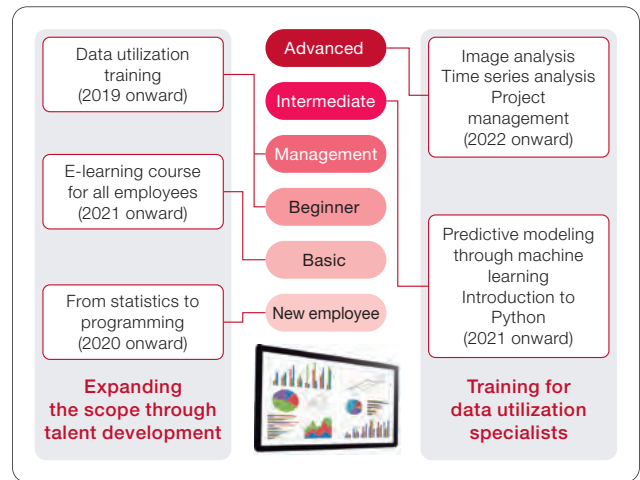 Data utilization
training
(2019 onward)
E-learning course
for all employees
(2021 onward)
From statistics to
programming
(2020 onward)
Expanding
the scope through
talent development
Advanced
Intermediate
Management
Beginner
Basic
New employee
Image analysis
Time series analysis
Project
management
(2022 onward)
Predictive modeling
through machine
learning
Introduction to
Python
(2021 onward)
Training for
data utilization
specialists